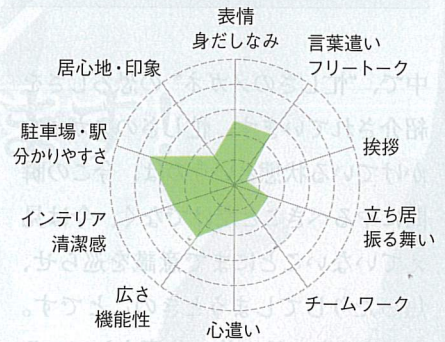 表情
身だしなみ
言葉遣い
フリートーク
挨拶
立ち居
振る舞い
チームワーク
心遣い
広さ
機能性
インテリア
清潔感
駐車場・駅
分かりやすさ
居心地・印象